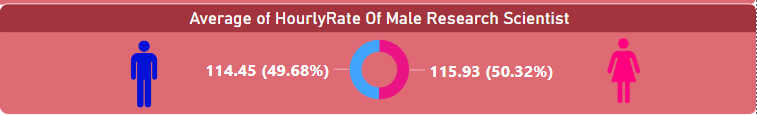 Average of HourlyRate Of Male Research Scientist
114.45 (49.68%)
115.93 (50.32%)